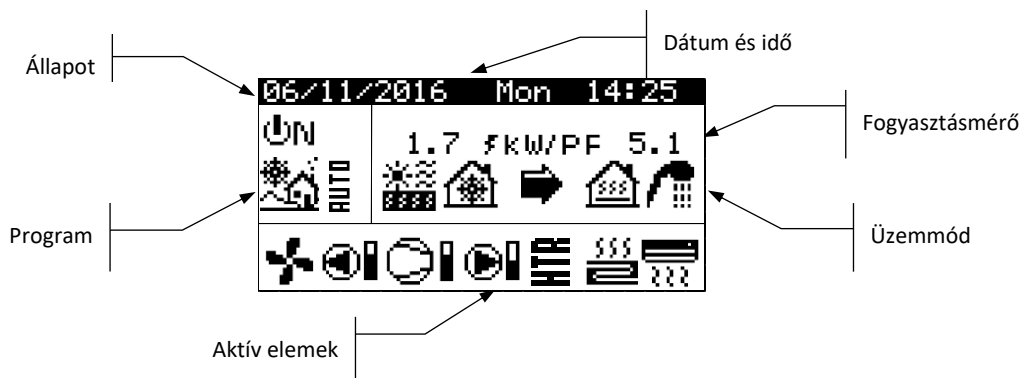 Dátum és idő
Állapot
06/11/2016 Mon 14:25
ON
1.7 kW/PF 5.1
Fogyasztásmérő
AUTO
Program
Üzemmód
HTR
Aktív elemek